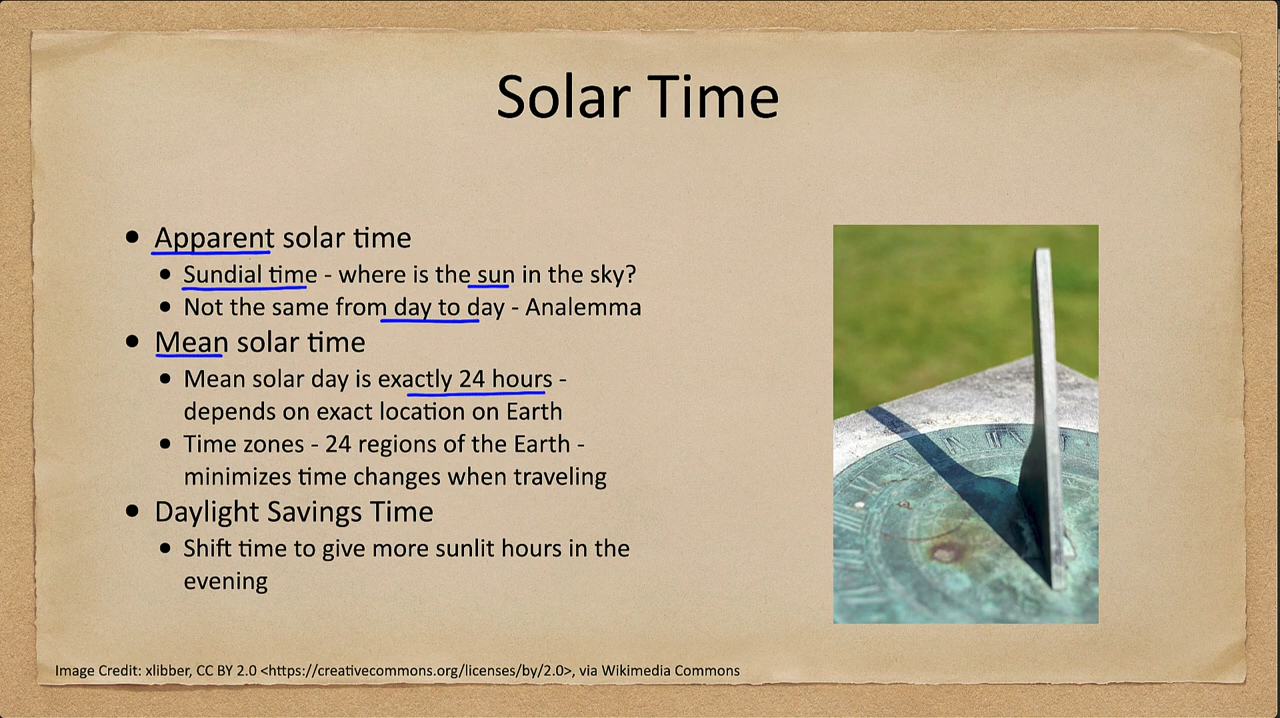 Solar Time
• Apparent solar time
• Sundial time - where is the sun in the sky?
• Not the same from day to day - Analemma
• Mean solar time
• Mean solar day is exactly 24 hours -
depends on exact location on Earth
• Time zones - 24 regions of the Earth -
minimizes time changes when traveling
• Daylight Savings Time
• Shift time to give more sunlit hours in the
evening
Image Credit: xlibber, CC BY 2.0 <https://creativecommons.org/licenses/by/2.0>, via Wikimedia Commons